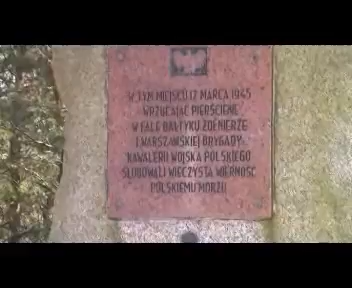 W TYM MIEJSCU 17 MARCA 1945
WRZUCAJĄC PIERŚCIENIE
W FALE BAŁTYKU ŻOŁNIERZE
I WARSZAWSKIEJ BRYGADY
KAWALERII WOJSKA POLSKIEGO
ŚLUBOWALI WIECZYSTĄ WIERNOŚĆ
POLSKIEMU MORZU